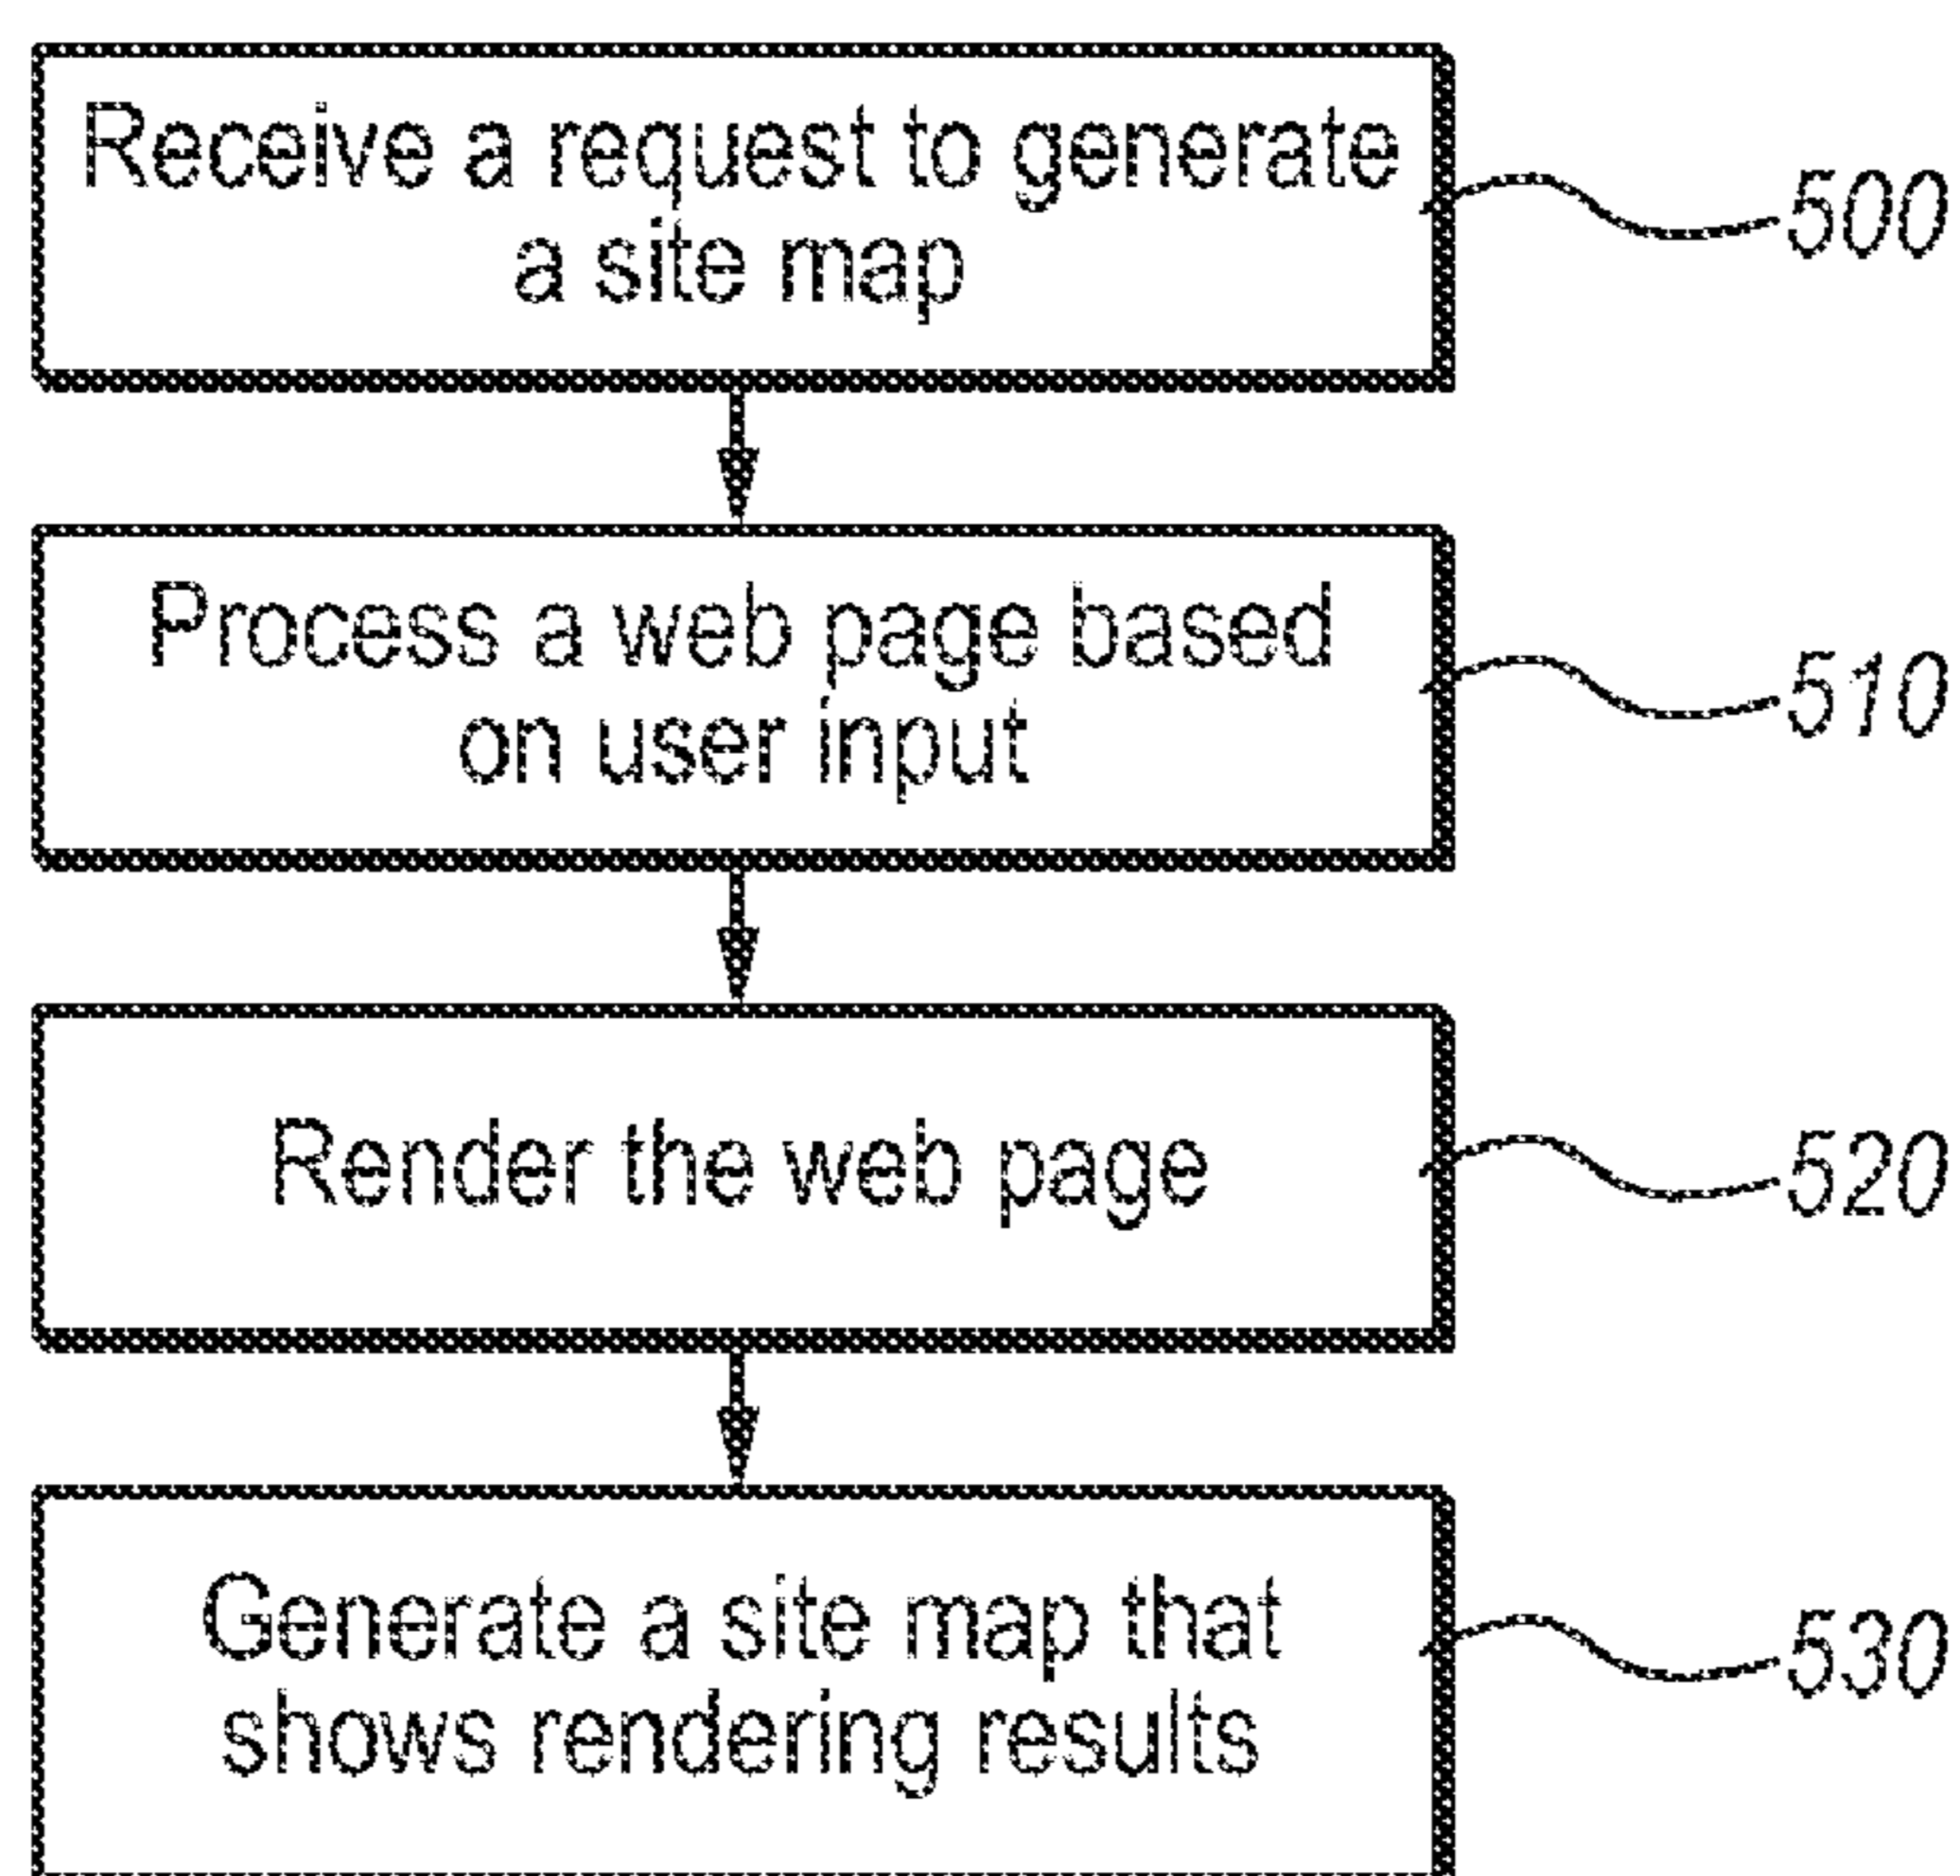 Receive a request to generate
a site map
500
Process a web page based
on user input
510
Render the web page
520
Generate a site map that
shows rendering results
530